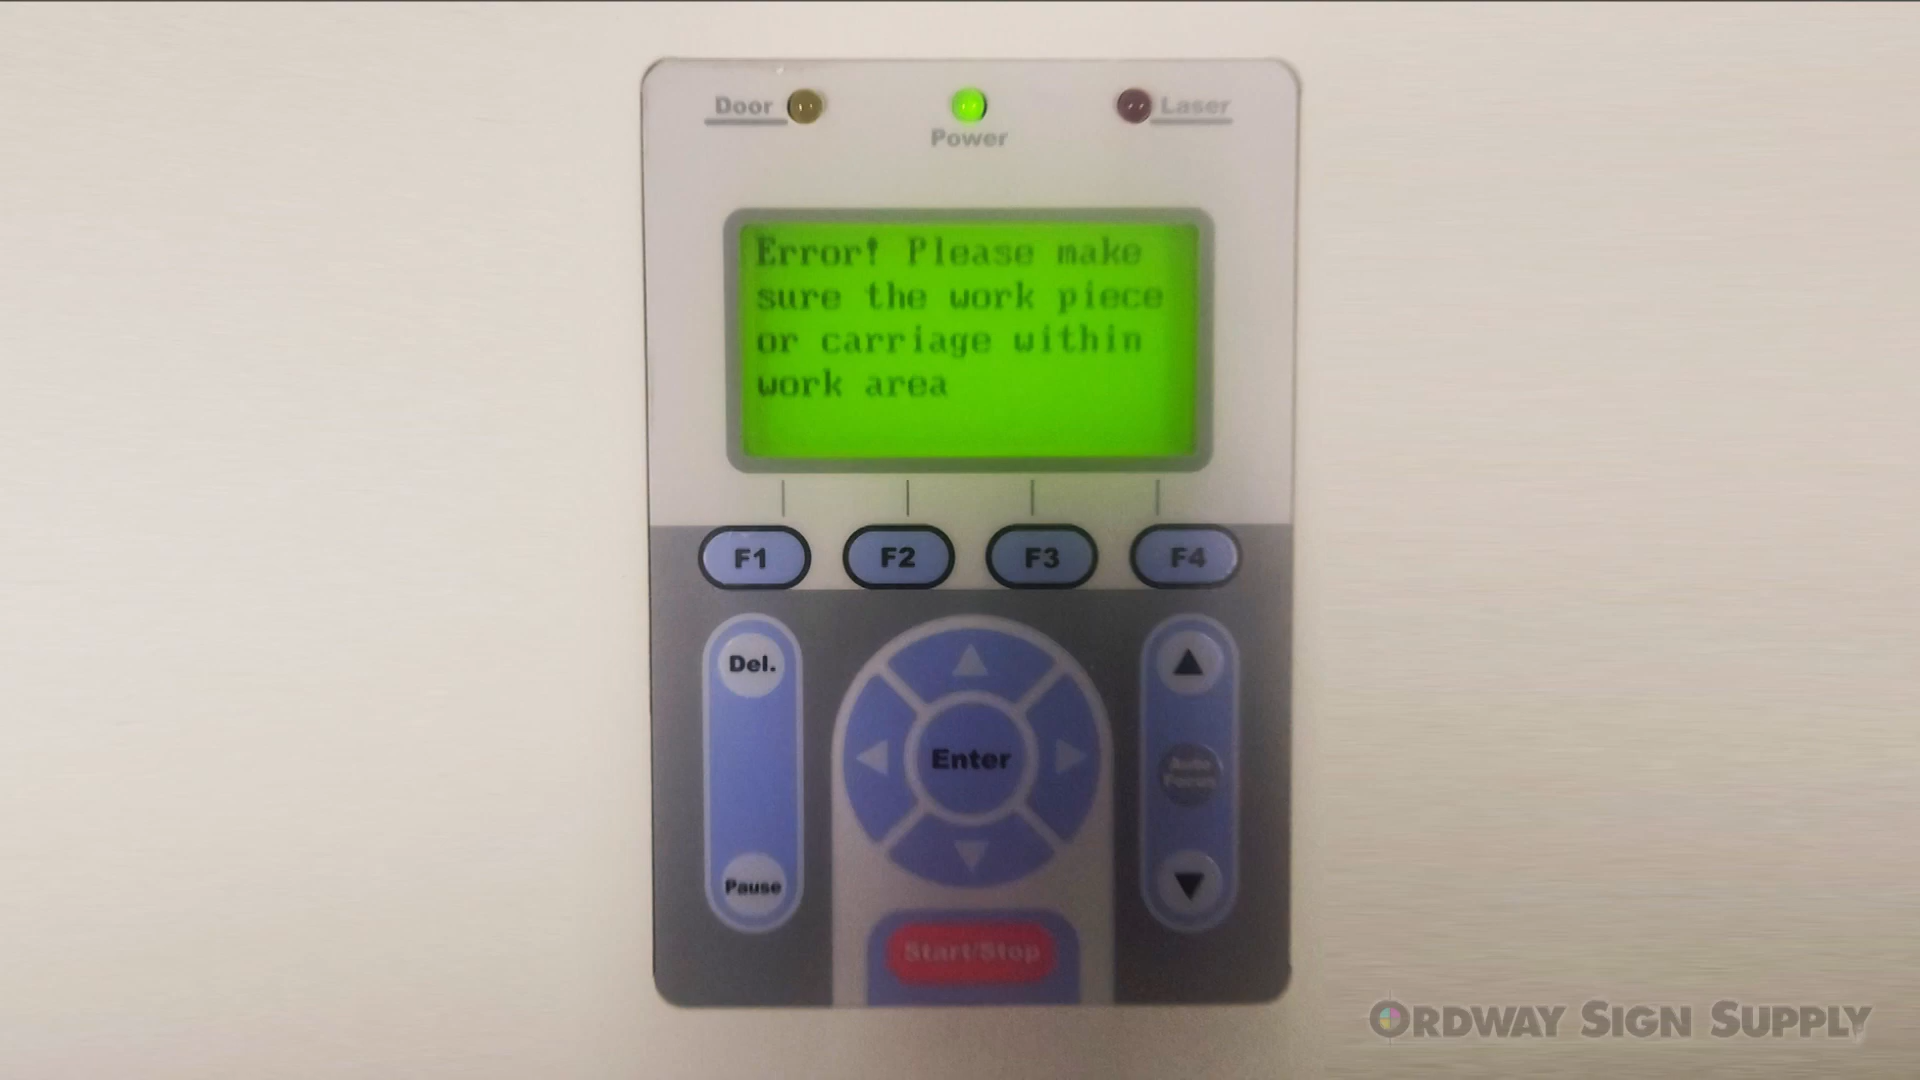 Door
Power
Laser
Error! Please make
sure the work piece
or carriage within
work area
F1 F2 F3 F4
Del.
Enter
Auto
Focus
Pause
Start/Stop
ORDWAY SIGN SUPPLY